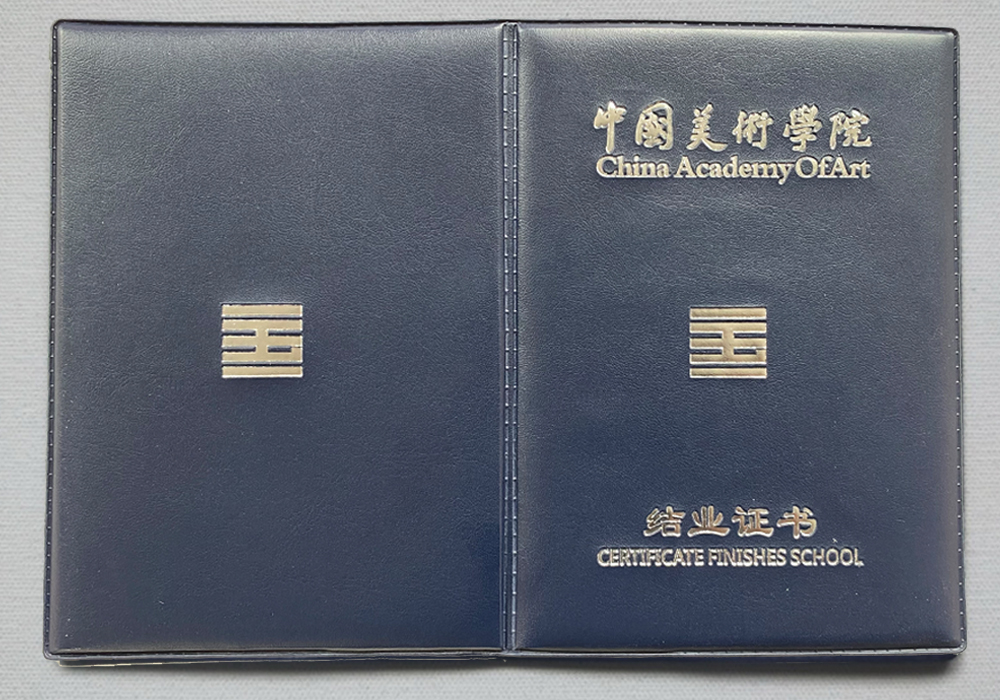 中國美術學院
China Academy Of Art
结业证书
CERTIFICATE FINISHES SCHOOL